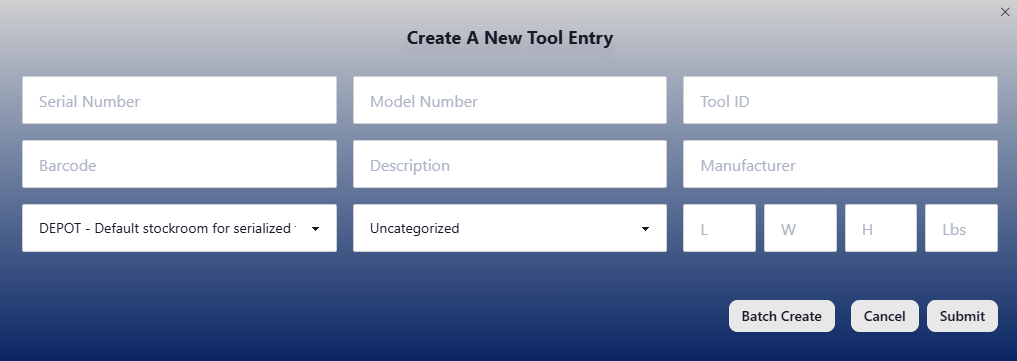 Create A New Tool Entry
Serial Number Model Number Tool ID
Barcode Description Manufacturer
DEPOT - Default stockroom for serialized Uncategorized L W H Lbs
Batch Create Cancel Submit